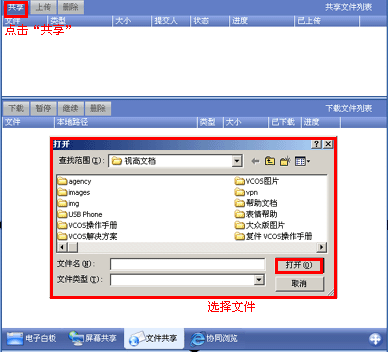 共享 上传 删除 共享文件列表
点击“共享”
文件 类型 大小 提交人 状态 进度 已上传
下载 暂停 继续 删除 下载文件列表
文件 本地路径 类型 大小 已下载 进度
打开
查找范围(I): 视高文档
agency VCOS图片
images vpn
img 帮助文档
USB Phone 表情帮助
VCOS操作手册 大众版图片
VCOS解决方案 复件 VCOS操作手册
文件名(N): 打开(O)
文件类型(T): 取消
选择文件
电子白板 屏幕共享 文件共享 协同浏览